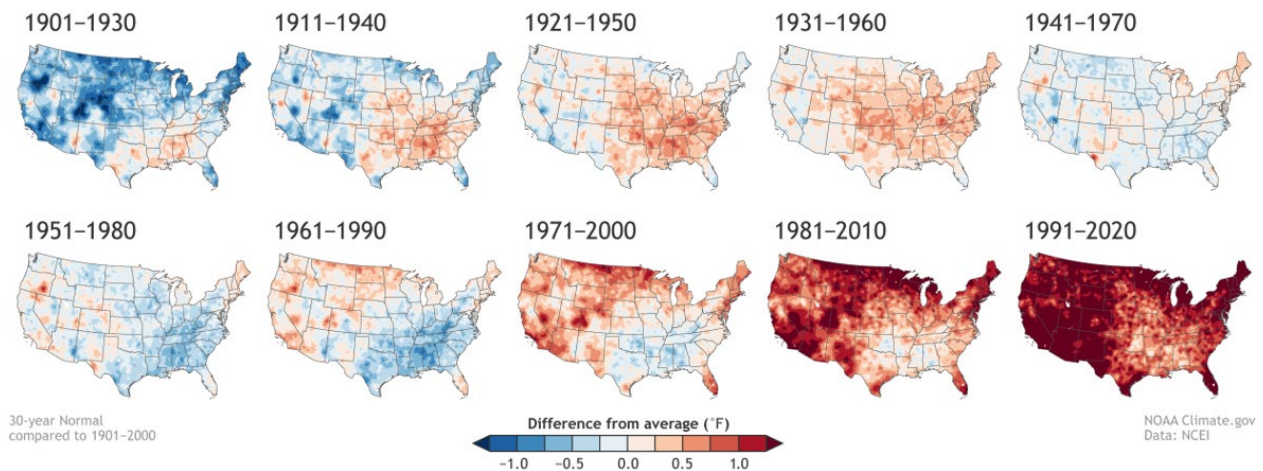 1901–1930
1911–1940
1921–1950
1931–1960
1941–1970
1951–1980
1961–1990
1971–2000
1981–2010
1991–2020
30-year Normal
compared to 1901–2000
Difference from average (°F)
-1.0 -0.5 0.0 0.5 1.0
NOAA Climate.gov
Data: NCEI